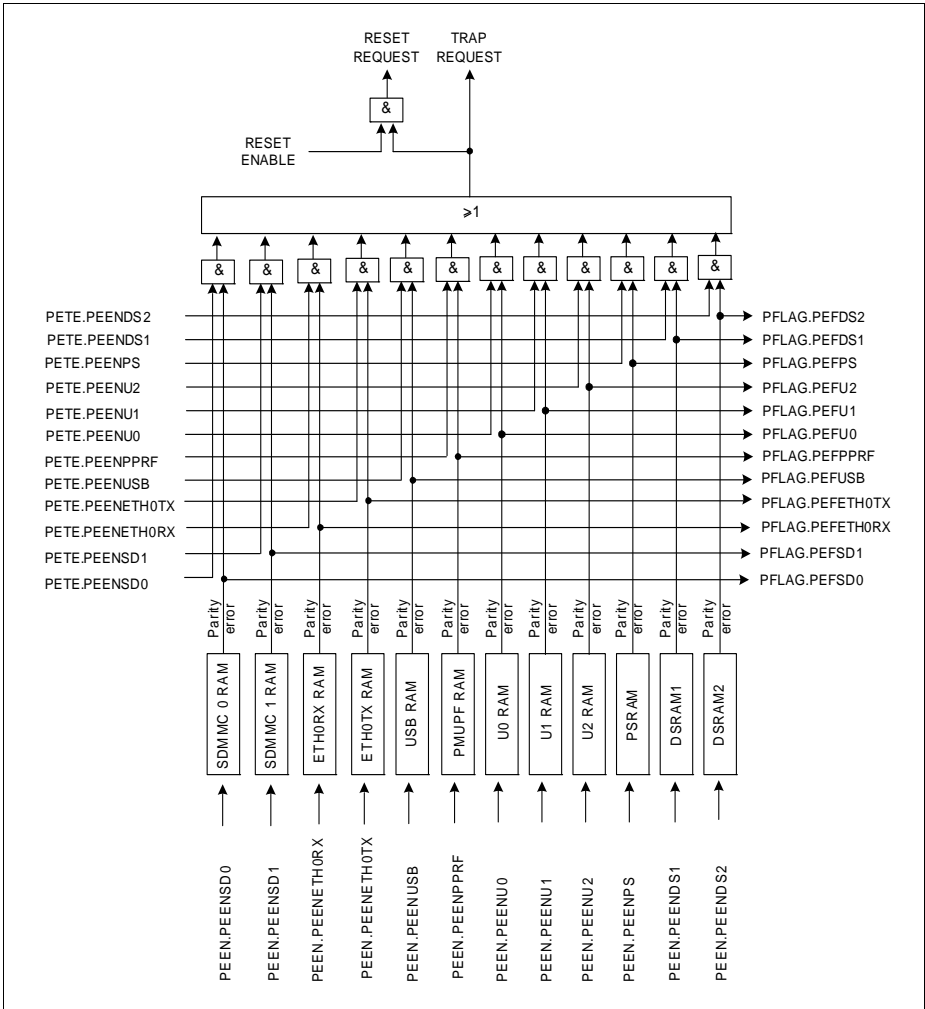 RESET
REQUEST
TRAP
REQUEST
&
RESET
ENABLE
⩾1
& & & & & & & & & & & &
PETE.PEENDS2 PFLAG.PEFDS2
PETE.PEENDS1 PFLAG.PEFDS1
PETE.PEENPS PFLAG.PEFPS
PETE.PEENU2 PFLAG.PEFU2
PETE.PEENU1 PFLAG.PEFU1
PETE.PEENU0 PFLAG.PEFU0
PETE.PEENPPRF PFLAG.PEFPPRF
PETE.PEENUSB PFLAG.PEFUSB
PETE.PEENETH0TX PFLAG.PEFETH0TX
PETE.PEENETH0RX PFLAG.PEFETH0RX
PETE.PEENSD1 PFLAG.PEFSD1
PETE.PEENSD0 PFLAG.PEFSD0
Parity
error
Parity
error
Parity
error
Parity
error
Parity
error
Parity
error
Parity
error
Parity
error
Parity
error
Parity
error
Parity
error
Parity
error
SDMMC 0 RAM
SDMMC 1 RAM
ETH0RX RAM
ETH0TX RAM
USB RAM
PMUPF RAM
U0 RAM
U1 RAM
U2 RAM
PSRAM
DSRAM1
DSRAM2
PEEN.PEENSD0
PEEN.PEENSD1
PEEN.PEENETH0RX
PEEN.PEENETH0TX
PEEN.PEENUSB
PEEN.PEENPPRF
PEEN.PEENU0
PEEN.PEENU1
PEEN.PEENU2
PEEN.PEENPS
PEEN.PEENDS1
PEEN.PEENDS2